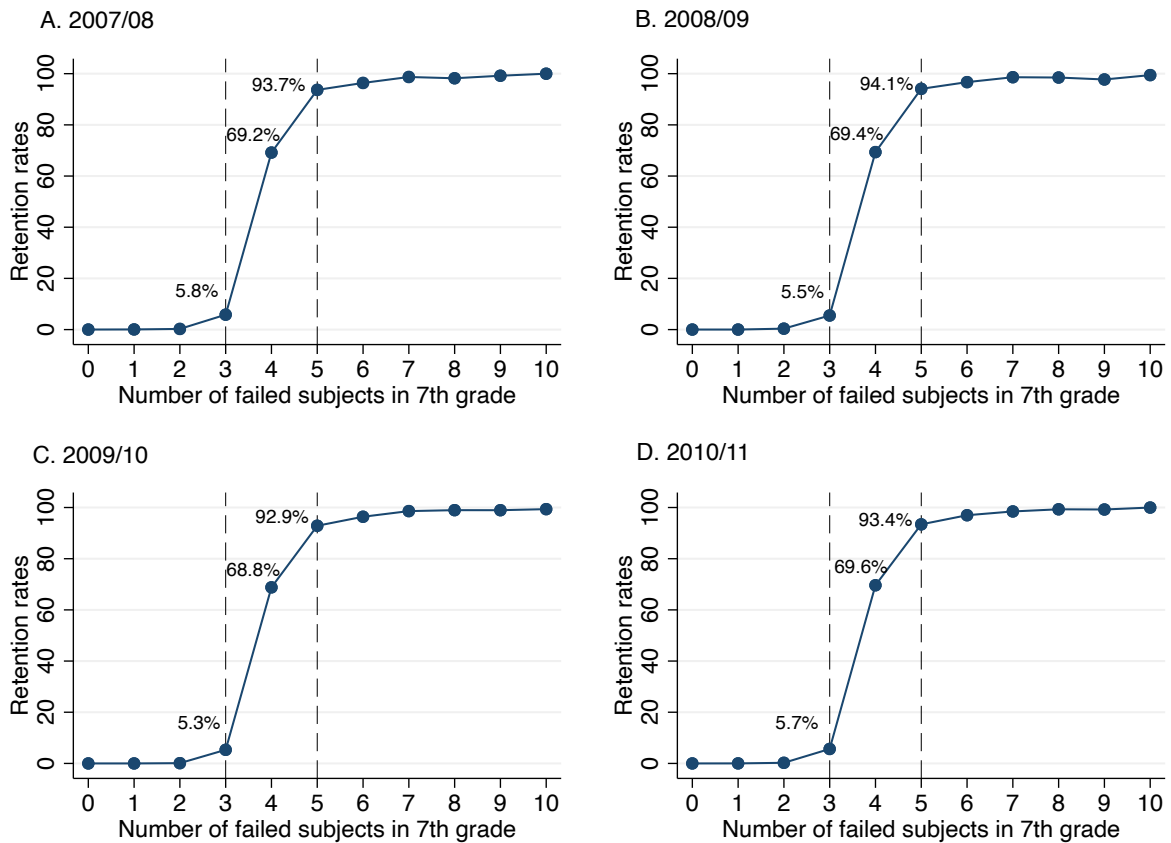 A. 2007/08
Retention rates
0 20 40 60 80 100
93.7%
69.2%
5.8%
0 1 2 3 4 5 6 7 8 9 10
Number of failed subjects in 7th grade
B. 2008/09
Retention rates
0 20 40 60 80 100
94.1%
69.4%
5.5%
0 1 2 3 4 5 6 7 8 9 10
Number of failed subjects in 7th grade
C. 2009/10
Retention rates
0 20 40 60 80 100
92.9%
68.8%
5.3%
0 1 2 3 4 5 6 7 8 9 10
Number of failed subjects in 7th grade
D. 2010/11
Retention rates
0 20 40 60 80 100
93.4%
69.6%
5.7%
0 1 2 3 4 5 6 7 8 9 10
Number of failed subjects in 7th grade